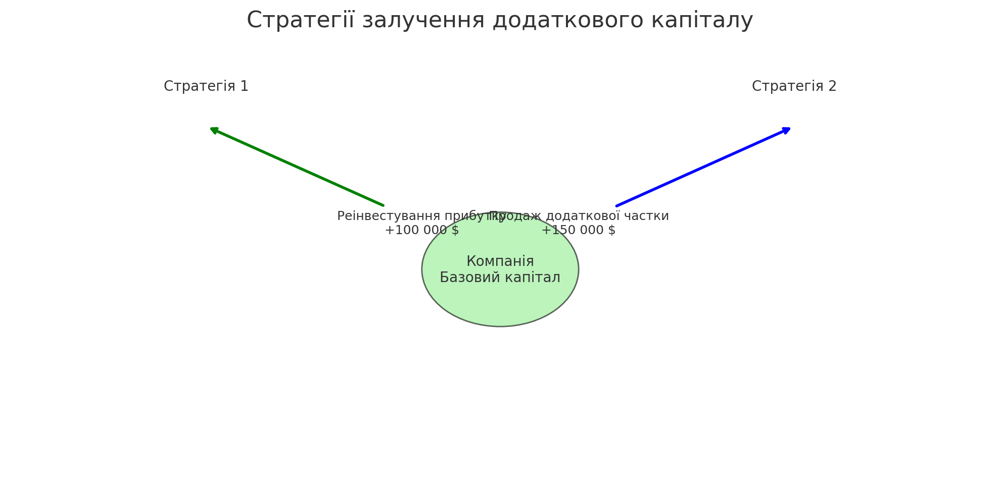 Стратегії залучення додаткового капіталу
Стратегія 1
Стратегія 2
Реінвестування прибутку
+100 000 $
Продаж додаткової частки
+150 000 $
Компанія
Базовий капітал